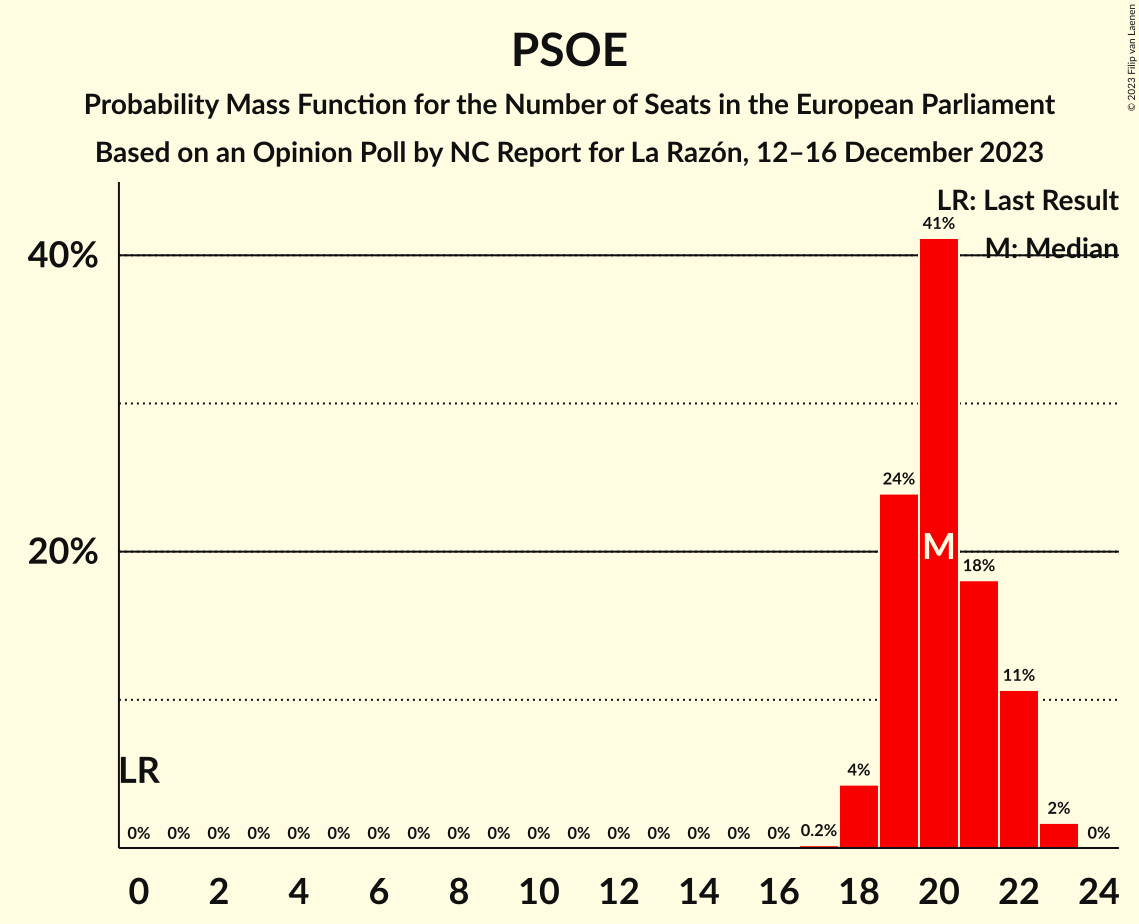 PSOE
Probability Mass Function for the Number of Seats in the European Parliament
Based on an Opinion Poll by NC Report for La Razón, 12–16 December 2023
© 2023 Filip van Laenen
LR: Last Result
M: Median
40%
20%
LR
M
0% 0% 0% 0% 0% 0% 0% 0% 0% 0% 0% 0% 0% 0% 0% 0% 0% 0.2% 4% 24% 41% 18% 11% 2% 0%
0 2 4 6 8 10 12 14 16 18 20 22 24